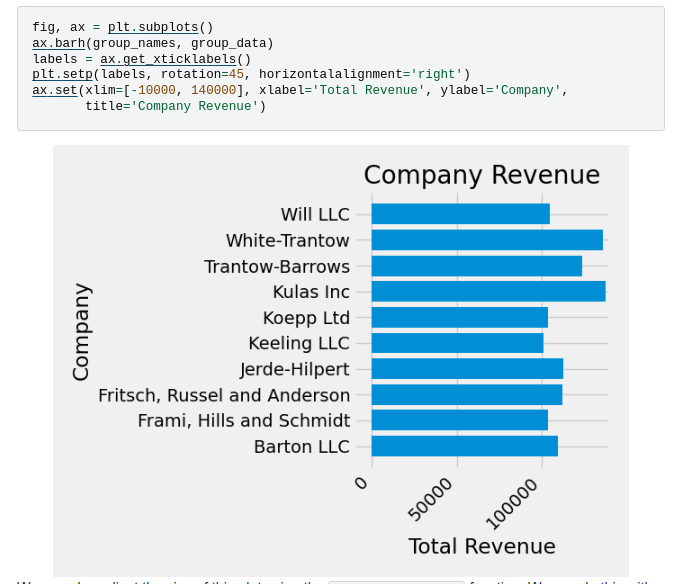 fig, ax = plt.subplots()
ax.barh(group_names, group_data)
labels = ax.get_xticklabels()
plt.setp(labels, rotation=45, horizontalalignment='right')
ax.set(xlim=[-10000, 140000], xlabel='Total Revenue', ylabel='Company',
title='Company Revenue')
Company Revenue
Will LLC
White-Trantow
Trantow-Barrows
Kulas Inc
Koepp Ltd
Keeling LLC
Jerde-Hilpert
Fritsch, Russel and Anderson
Frami, Hills and Schmidt
Barton LLC
Company
0
50000
100000
Total Revenue